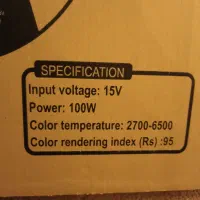 SPECIFICATION
Input voltage: 15V
Power: 100W
Color temperature: 2700-6500
Color rendering index (Rs) :95